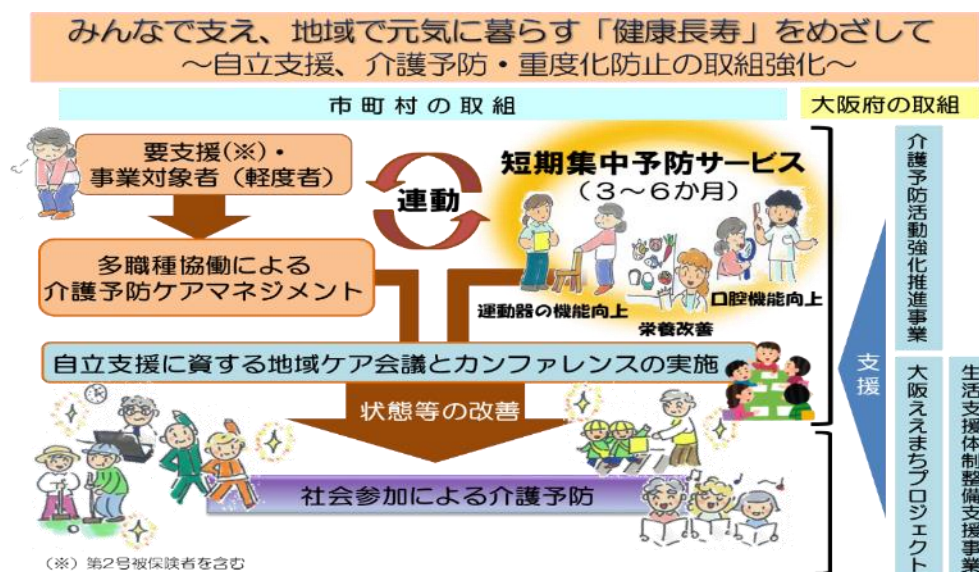 みんなで支え、地域で元気に暮らす「健康長寿」をめざして
～自立支援、介護予防・重度化防止の取組強化～
市町村の取組
大阪府の取組
要支援(※)・
事業対象者（軽度者）
連動
短期集中予防サービス
（３～６か月）
多職種協働による
介護予防ケアマネジメント
運動器の機能向上
栄養改善
口腔機能向上
自立支援に資する地域ケア会議とカンファレンスの実施
状態等の改善
社会参加による介護予防
（※）第２号被保険者を含む
支援
介護予防活動強化推進事業
大阪ええまちプロジェクト
生活支援体制整備支援事業